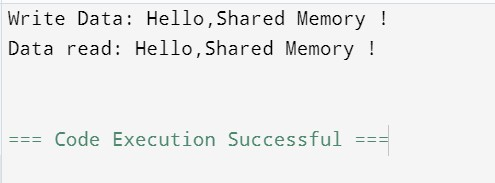 Write Data: Hello,Shared Memory !
Data read: Hello,Shared Memory !
=== Code Execution Successful ===